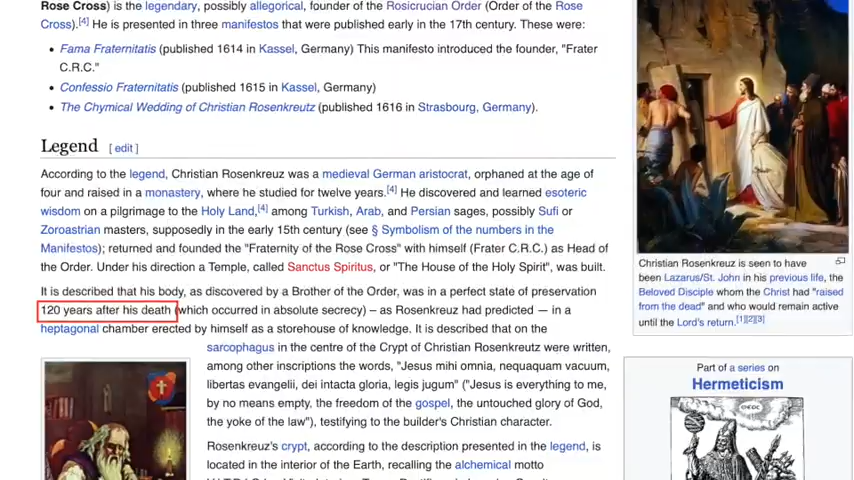 Rose Cross) is the legendary, possibly allegorical, founder of the Rosicrucian Order (Order of the Rose
Cross).[4] He is presented in three manifestos that were published early in the 17th century. These were:
• Fama Fraternitatis (published 1614 in Kassel, Germany) This manifesto introduced the founder, "Frater
C.R.C."
• Confessio Fraternitatis (published 1615 in Kassel, Germany)
• The Chymical Wedding of Christian Rosenkreutz (published 1616 in Strasbourg, Germany).
Legend [ edit ]
According to the legend, Christian Rosenkreuz was a medieval German aristocrat, orphaned at the age of
four and raised in a monastery, where he studied for twelve years.[4] He discovered and learned esoteric
wisdom on a pilgrimage to the Holy Land,[4] among Turkish, Arab, and Persian sages, possibly Sufi or
Zoroastrian masters, supposedly in the early 15th century (see § Symbolism of the numbers in the
Manifestos); returned and founded the "Fraternity of the Rose Cross" with himself (Frater C.R.C.) as Head of
the Order. Under his direction a Temple, called Sanctus Spiritus, or "The House of the Holy Spirit", was built.
It is described that his body, as discovered by a Brother of the Order, was in a perfect state of preservation
120 years after his death (which occurred in absolute secrecy) – as Rosenkreuz had predicted — in a
heptagonal chamber erected by himself as a storehouse of knowledge. It is described that on the
sarcophagus in the centre of the Crypt of Christian Rosenkreutz were written,
among other inscriptions the words, "Jesus mihi omnia, nequaquam vacuum,
libertas evangelii, dei intacta gloria, legis jugum" ("Jesus is everything to me,
by no means empty, the freedom of the gospel, the untouched glory of God,
the yoke of the law"), testifying to the builder's Christian character.
Rosenkreuz's crypt, according to the description presented in the legend, is
located in the interior of the Earth, recalling the alchemical motto
Christian Rosenkreuz is seen to have
been Lazarus/St. John in his previous life, the
Beloved Disciple whom the Christ had "raised
from the dead" and who would remain active
until the Lord's return.[1][2][3]
Part of a series on
Hermeticism